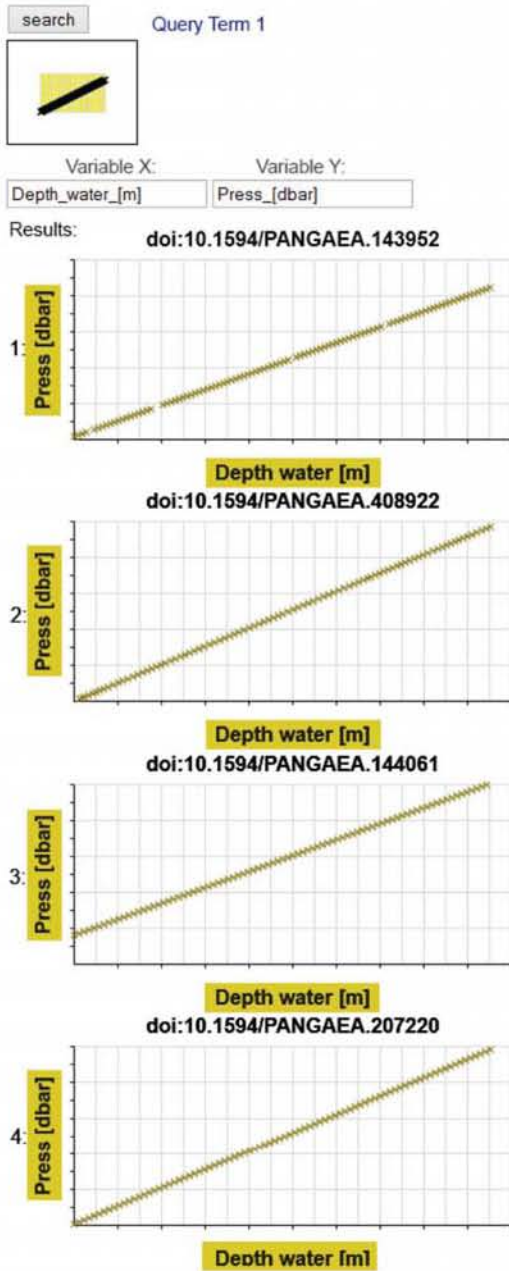 search Query Term 1
Variable X: Variable Y:
Depth_water_[m] Press_[dbar]
Results:
doi:10.1594/PANGAEA.143952
1: Press [dbar]
Depth water [m]
doi:10.1594/PANGAEA.408922
2: Press [dbar]
Depth water [m]
doi:10.1594/PANGAEA.144061
3: Press [dbar]
Depth water [m]
doi:10.1594/PANGAEA.207220
4: Press [dbar]
Depth water [m]